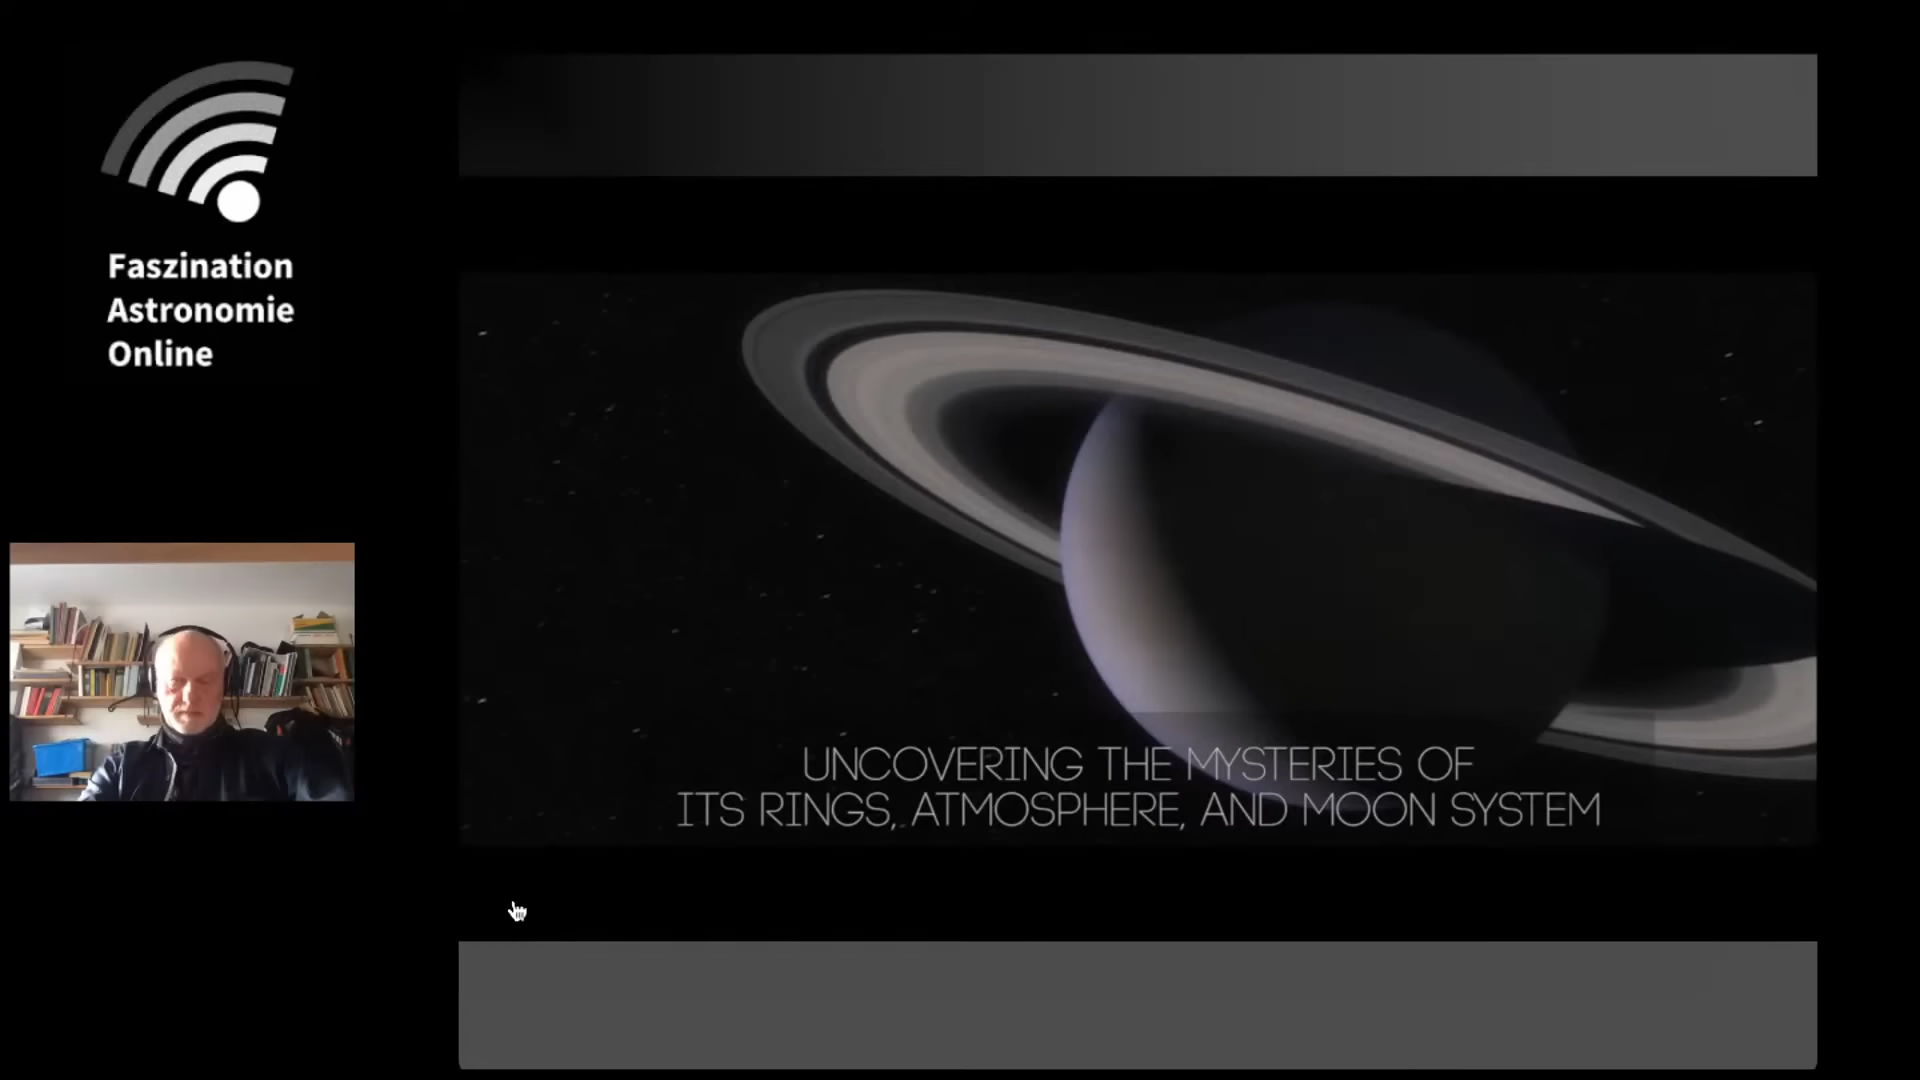 Faszination
Astronomie
Online
UNCOVERING THE MYSTERIES OF
ITS RINGS, ATMOSPHERE, AND MOON SYSTEM